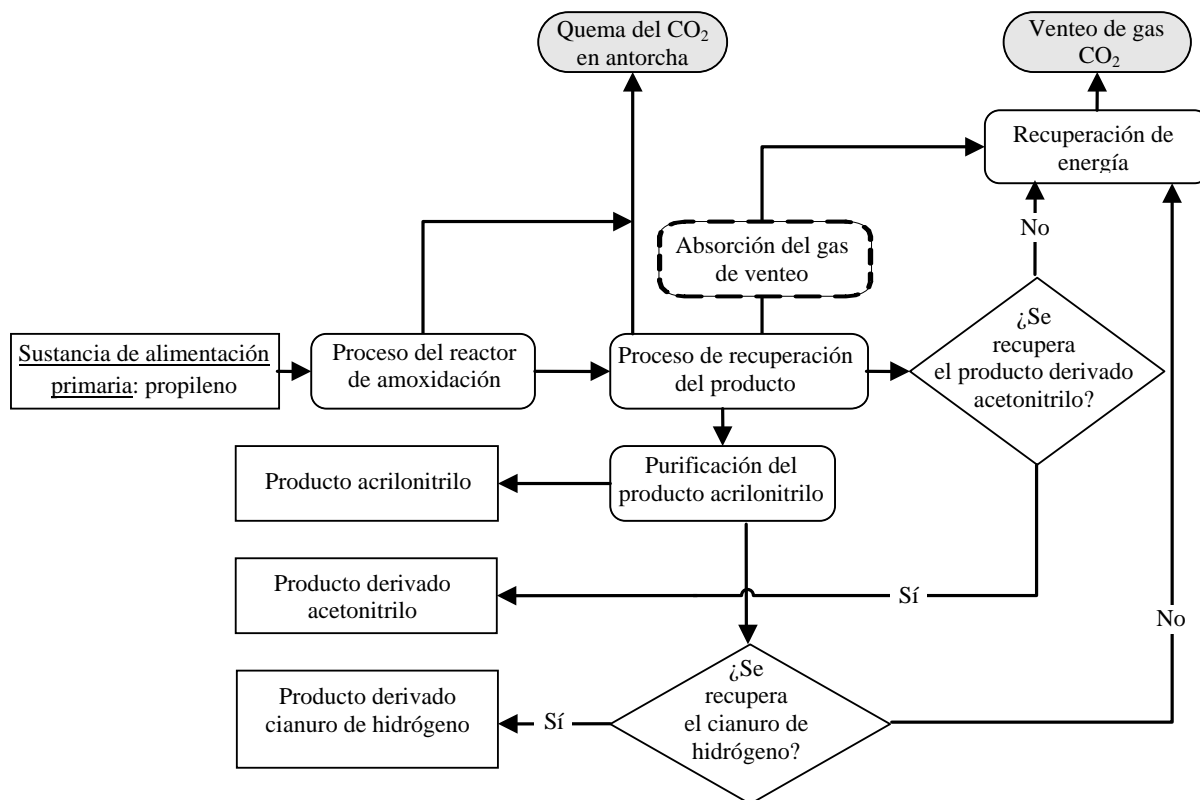 Quema del CO₂
en antorcha
Venteo de gas
CO₂
Recuperación de
energía
Absorción del gas
de venteo
No
Sustancia de alimentación
primaria: propileno
Proceso del reactor
de amoxidación
Proceso de recuperación
del producto
¿Se
recupera
el producto derivado
acetonitrilo?
Producto acrilonitrilo
Purificación del
producto acrilonitrilo
Producto derivado
acetonitrilo
Sí
No
Producto derivado
cianuro de hidrógeno
Sí
¿Se
recupera
el cianuro de
hidrógeno?